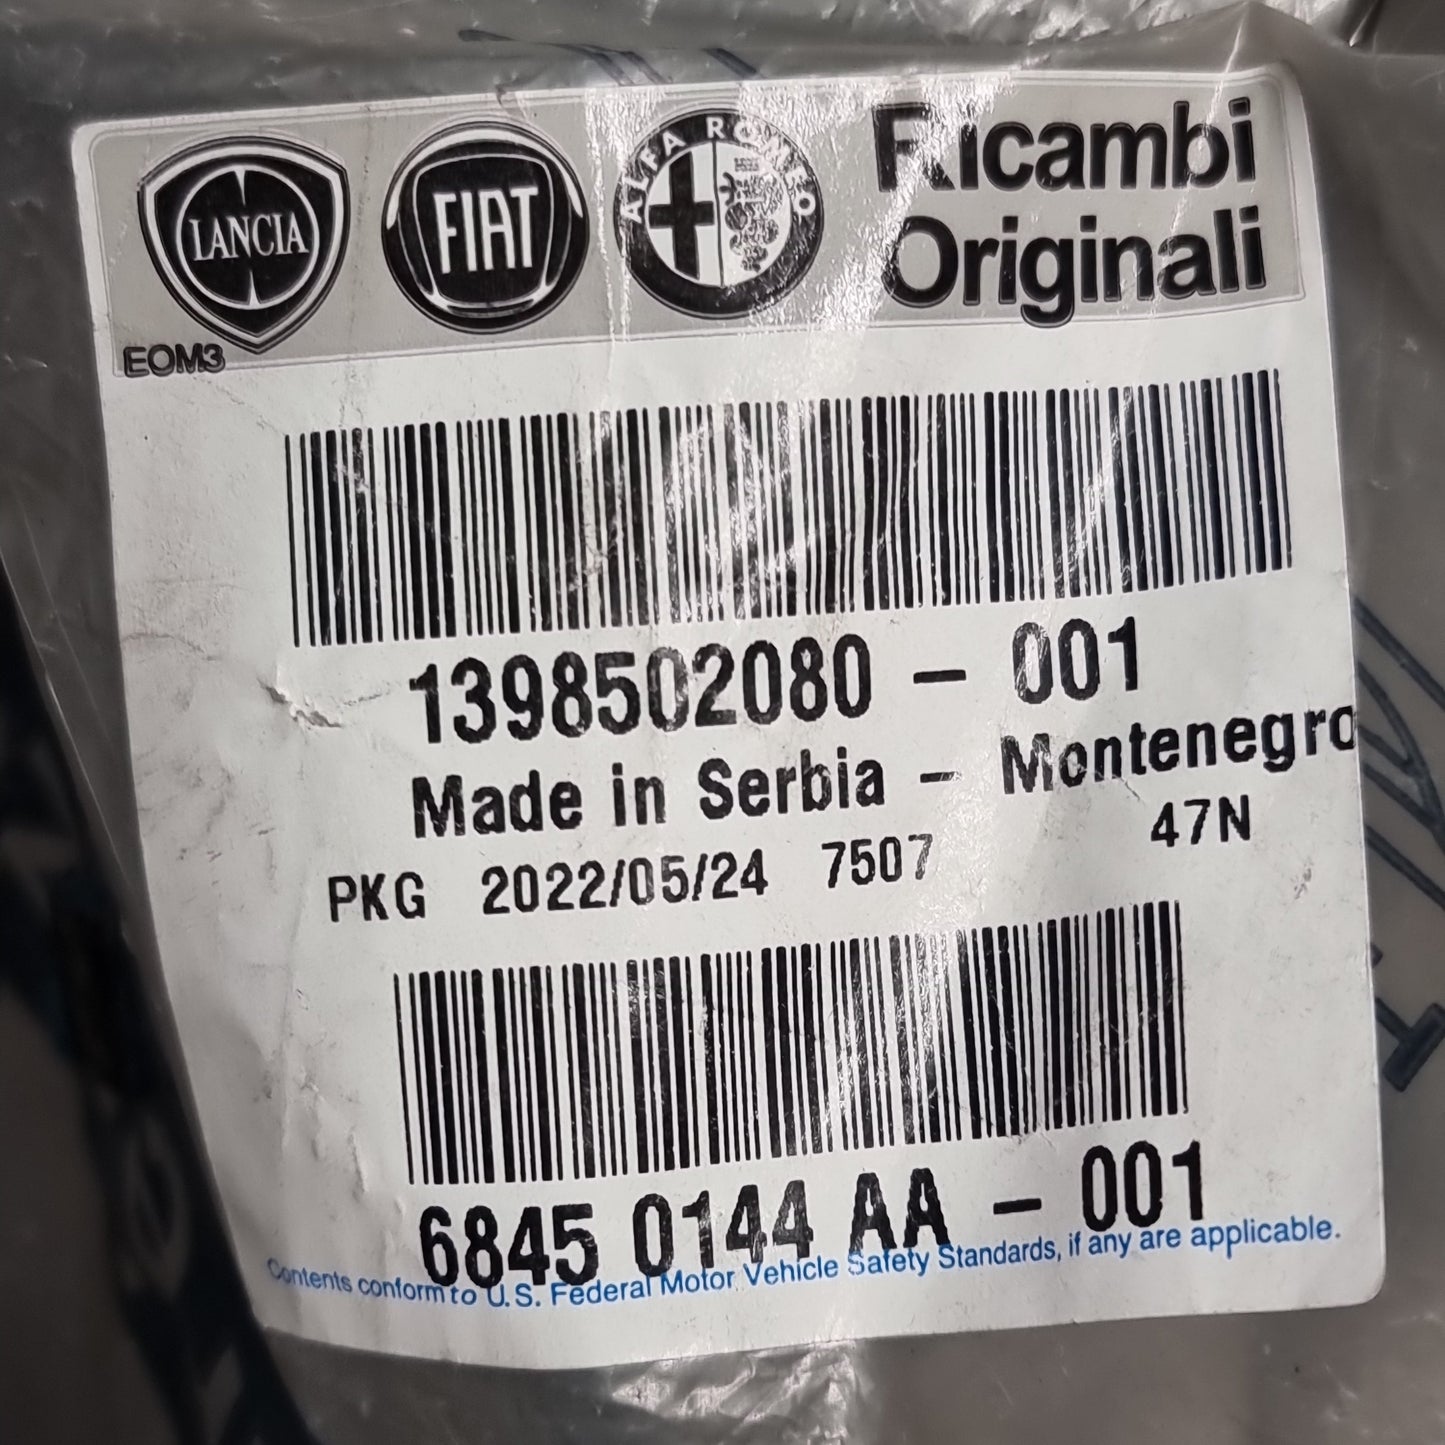 LANCIA
FIAT
ALFA ROMEO
Ricambi
Originali
EOM3
1398502080 - 001
Made in Serbia - Montenegro
47N
PKG 2022/05/24 7507
6845 0144 AA - 001
Contents conform to U.S. Federal Motor Vehicle Safety Standards, if any are applicable.